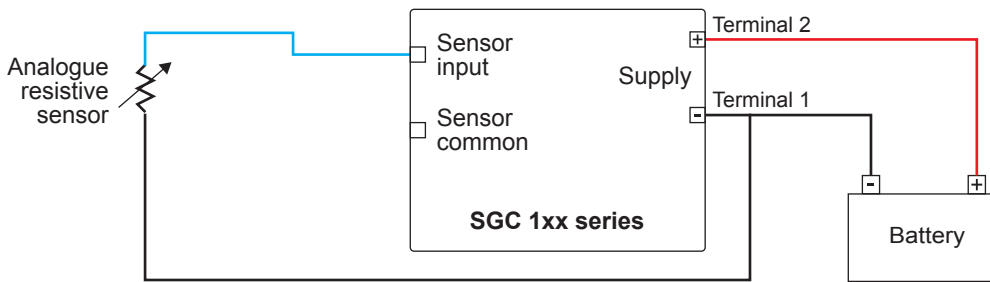 Analogue
resistive
sensor
Sensor
input
Sensor
common
Supply
+
-
Terminal 2
Terminal 1
SGC 1xx series
-
+
Battery